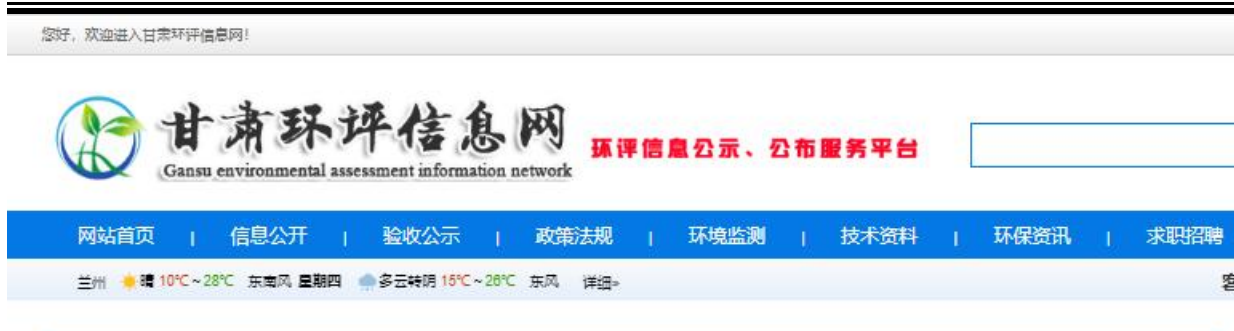 您好，欢迎进入甘肃环评信息网!
甘肃环评信息网
Gansu environmental assessment information network
环评信息公示、公布服务平台
网站首页 | 信息公开 | 验收公示 | 政策法规 | 环境监测 | 技术资料 | 环保资讯 | 求职招聘
兰州 晴 10℃~28℃ 东南风 星期四 多云转阴 15℃~26℃ 东风 详细»